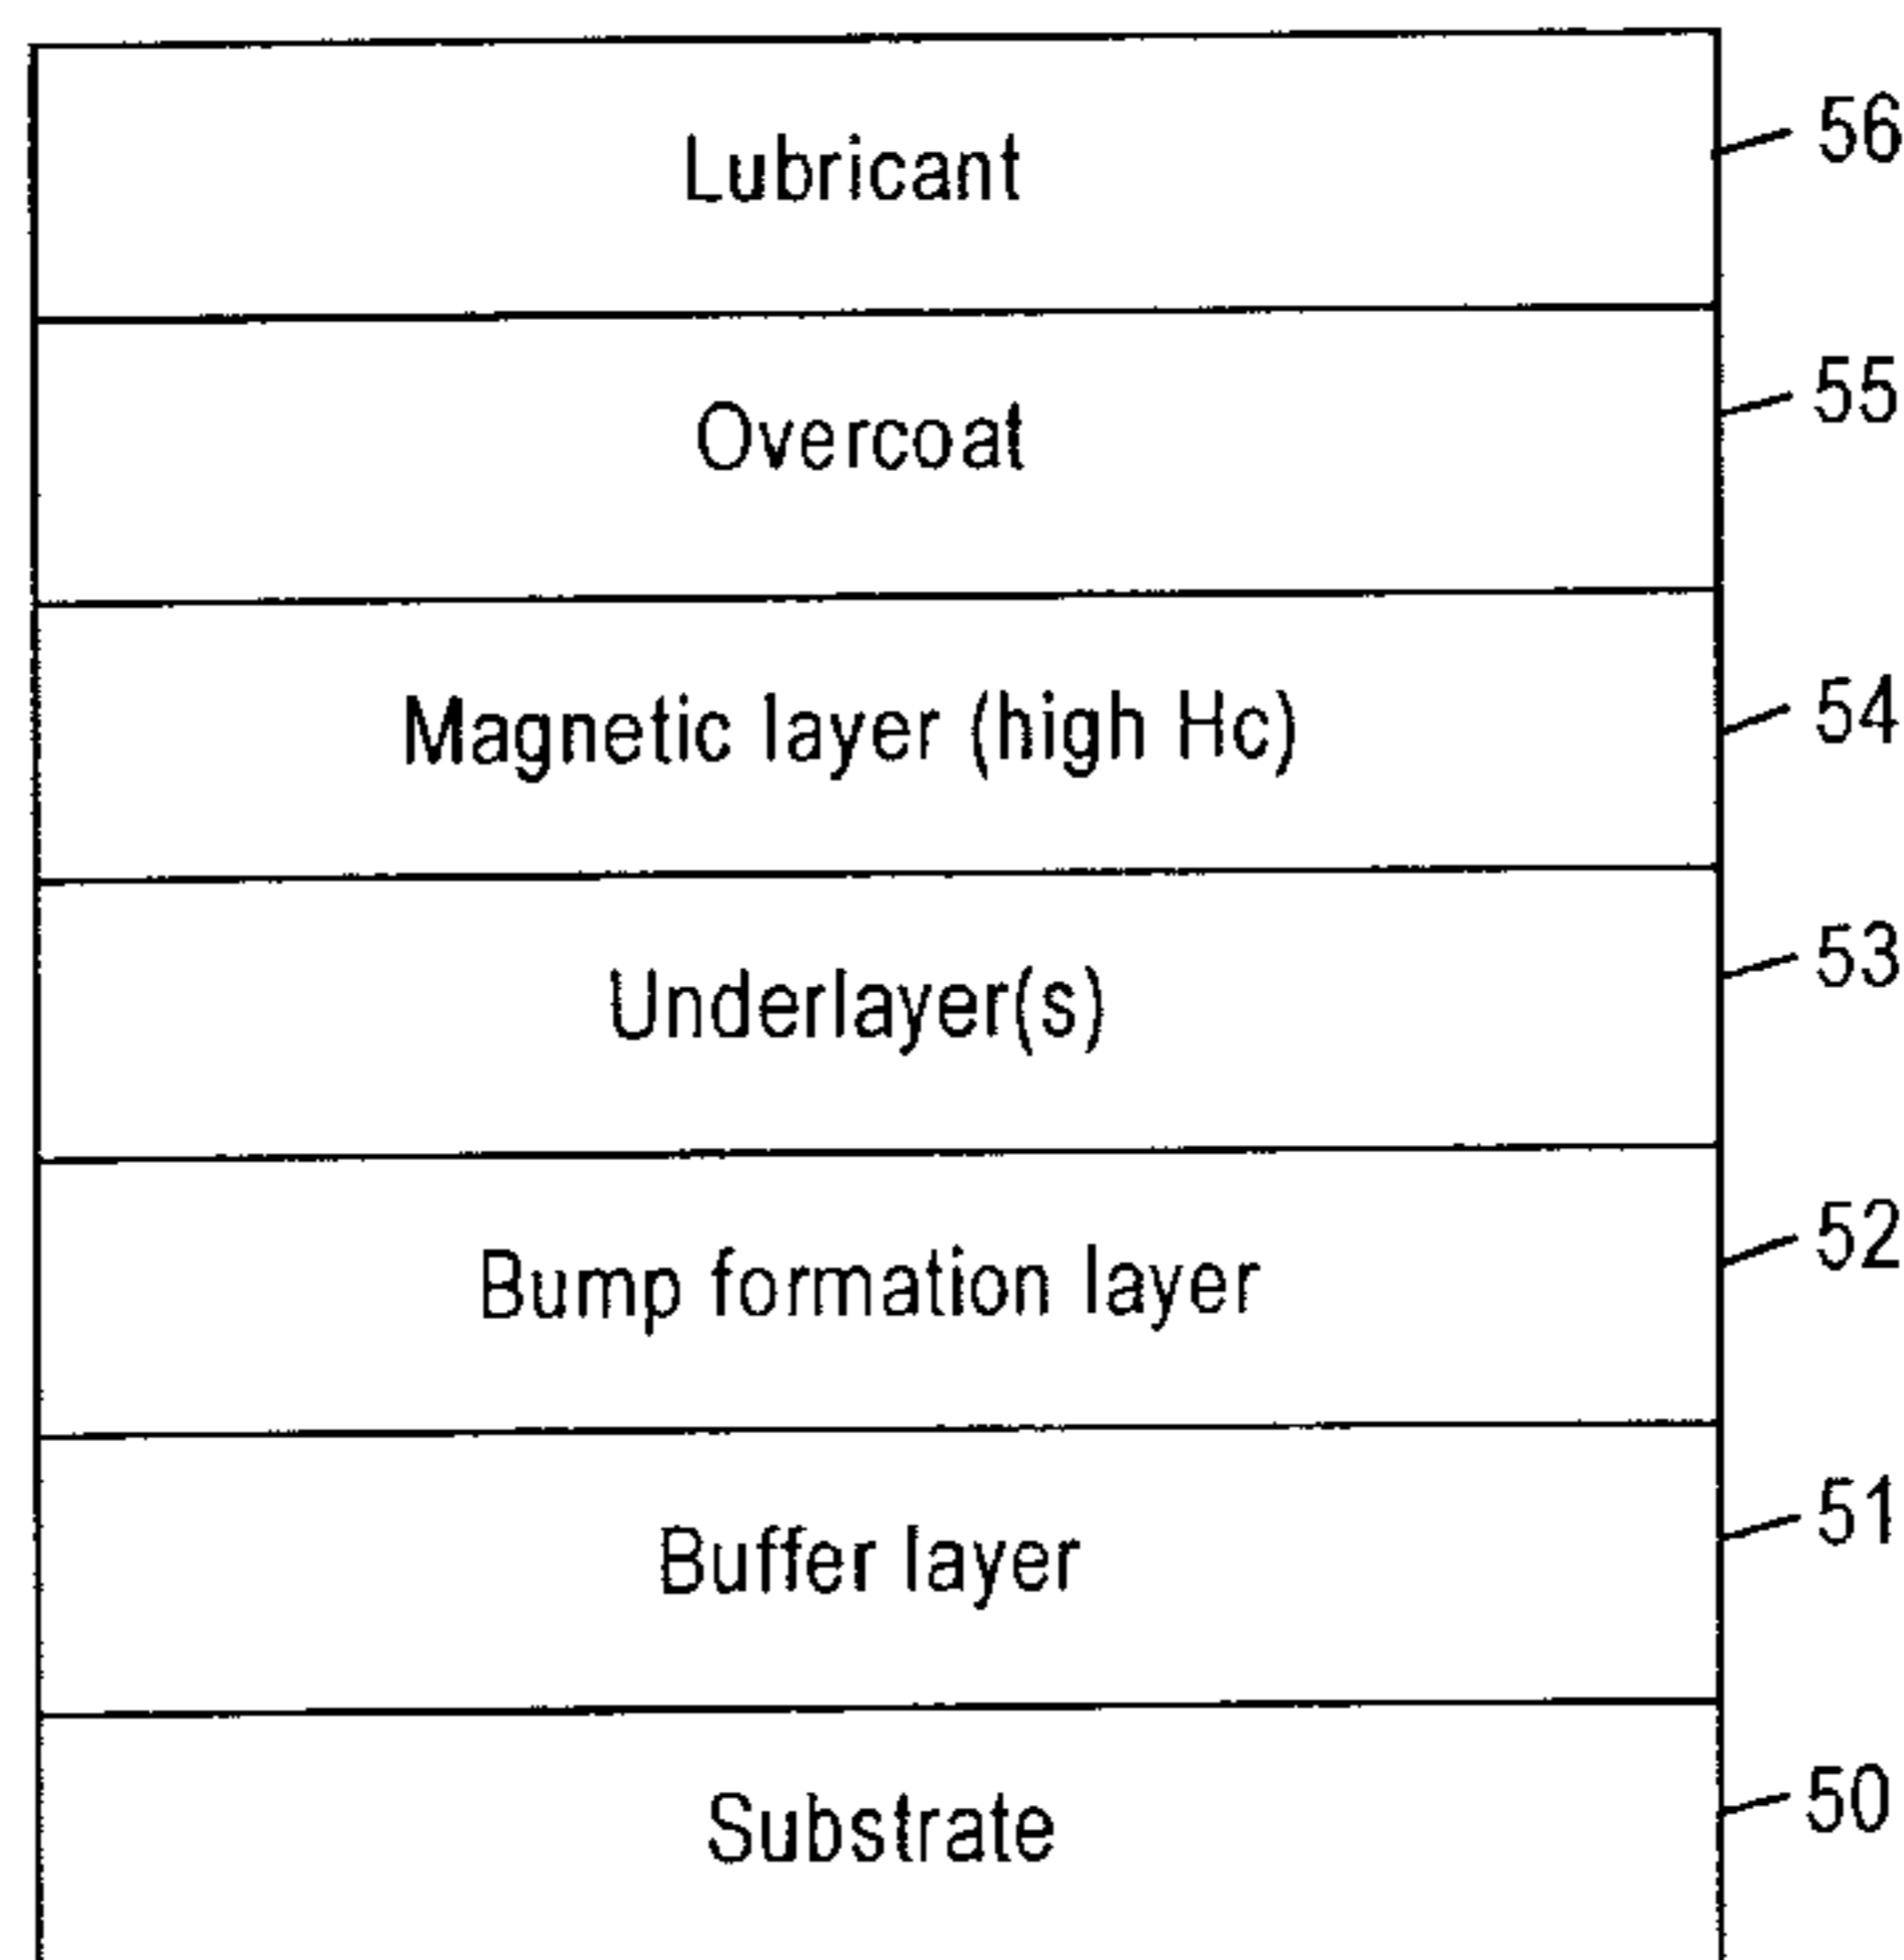 Lubricant 56
Overcoat 55
Magnetic layer (high Hc) 54
Underlayer(s) 53
Bump formation layer 52
Buffer layer 51
Substrate 50